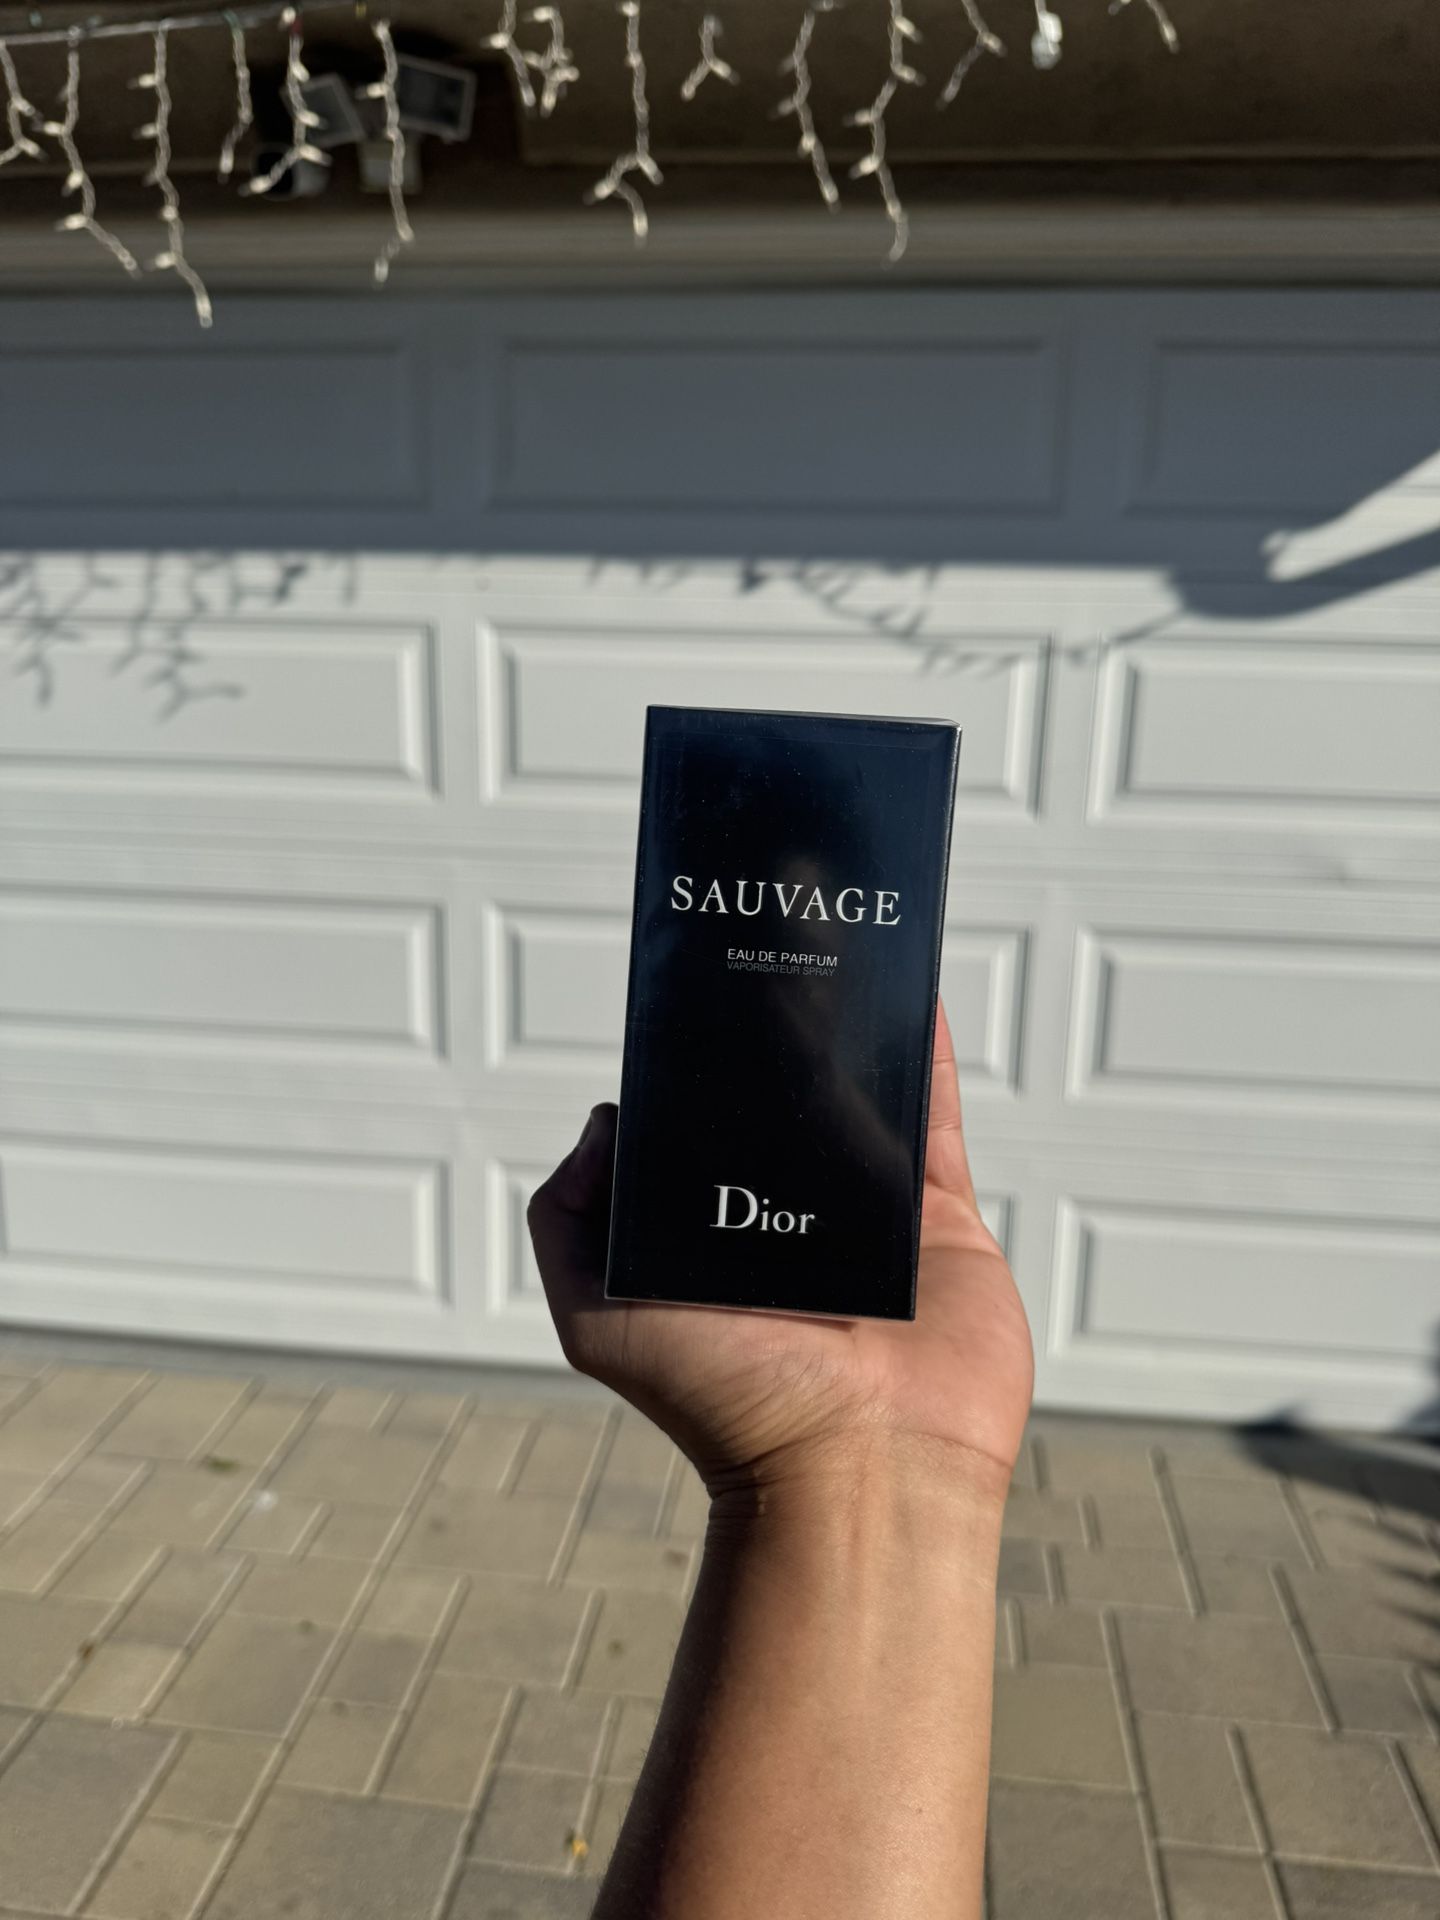 SAUVAGE
EAU DE PARFUM
VAPORISATEUR SPRAY
Dior